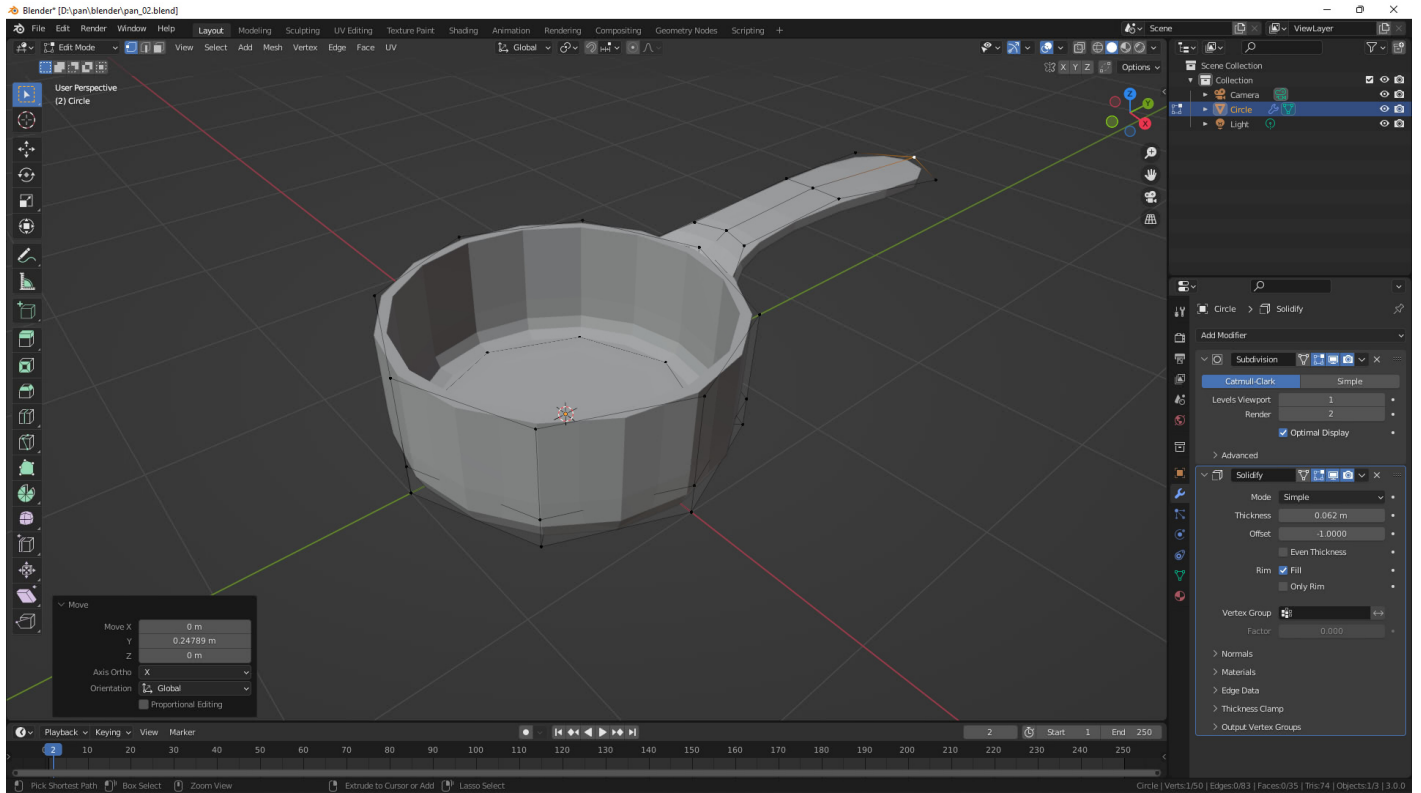 Blender* [D:\pan\blender\pan_02.blend]
File Edit Render Window Help Layout Modeling Sculpting UV Editing Texture Paint Shading Animation Rendering Compositing Geometry Nodes Scripting + Scene ViewLayer
Edit Mode View Select Add Mesh Vertex Edge Face UV Global
X Y Z Options
User Perspective
(2) Circle
Z
Y
X
Scene Collection
Collection
Camera
Circle
Light
Circle > Solidify
Add Modifier
Subdivision
Catmull-Clark Simple
Levels Viewport 1
Render 2
Optimal Display
Advanced
Solidify
Mode Simple
Thickness 0.062 m
Offset -1.0000
Even Thickness
Rim Fill
Only Rim
Vertex Group
Factor 0.000
Normals
Materials
Edge Data
Thickness Clamp
Output Vertex Groups
Move
Move X 0 m
Y 0.24789 m
Z 0 m
Axis Ortho X
Orientation Global
Proportional Editing
Playback Keying View Marker 2 Start 1 End 250
2 10 20 30 40 50 60 70 80 90 100 110 120 130 140 150 160 170 180 190 200 210 220 230 240 250
Pick Shortest Path Box Select Zoom View Extrude to Cursor or Add Lasso Select Circle | Verts:1/50 | Edges:0/83 | Faces:0/35 | Tris:74 | Objects:1/3 | 3.0.0